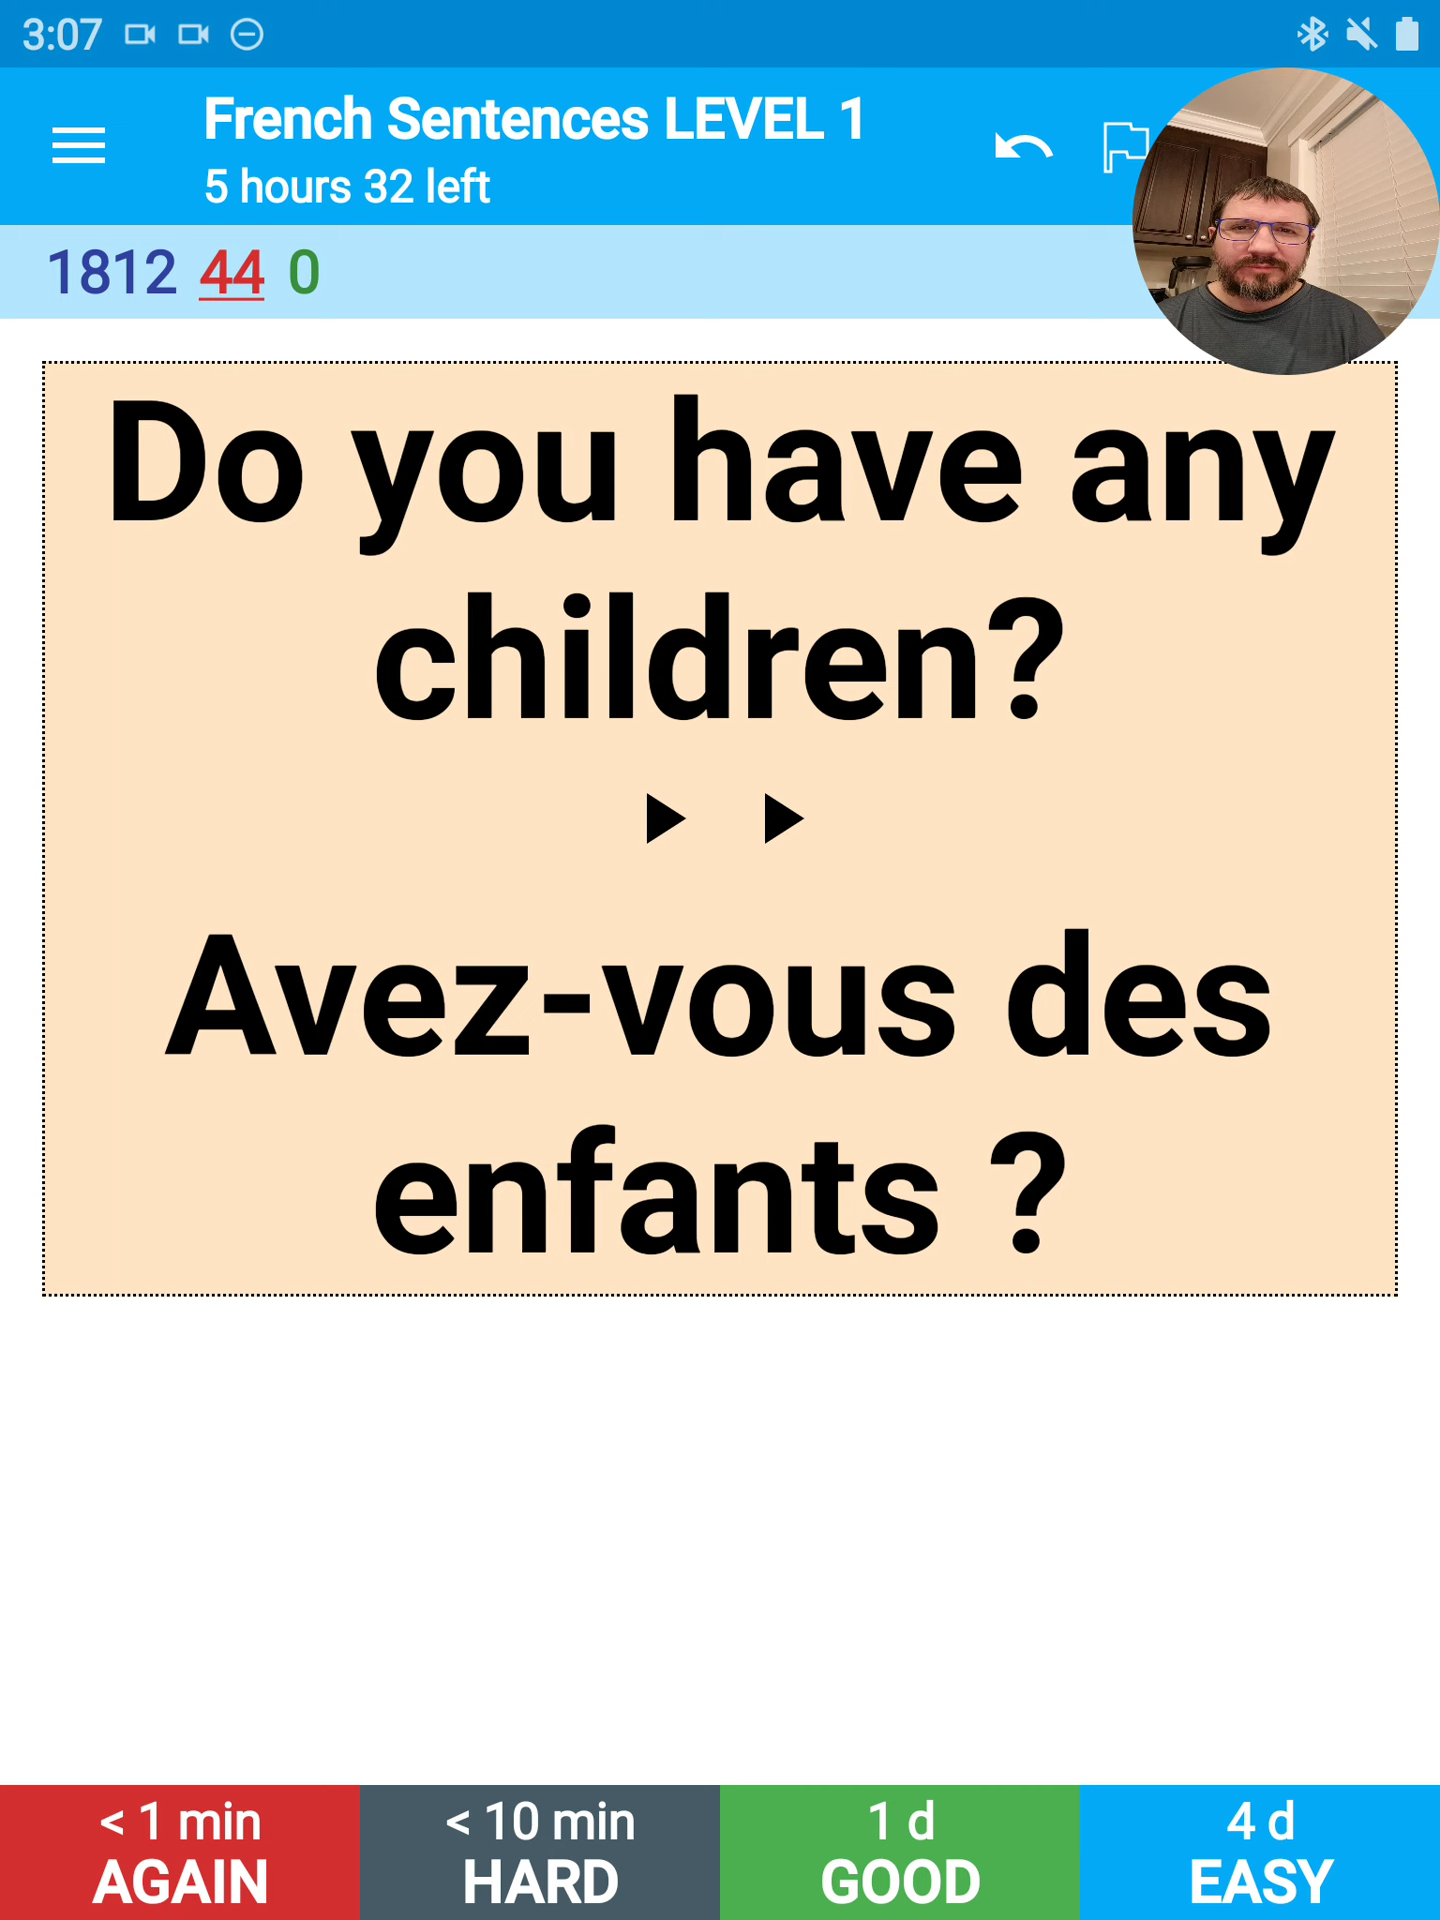 3:07
French Sentences LEVEL 1
5 hours 32 left
1812 44 0
Do you have any
children?
Avez-vous des
enfants ?
< 1 min
AGAIN
< 10 min
HARD
1 d
GOOD
4 d
EASY